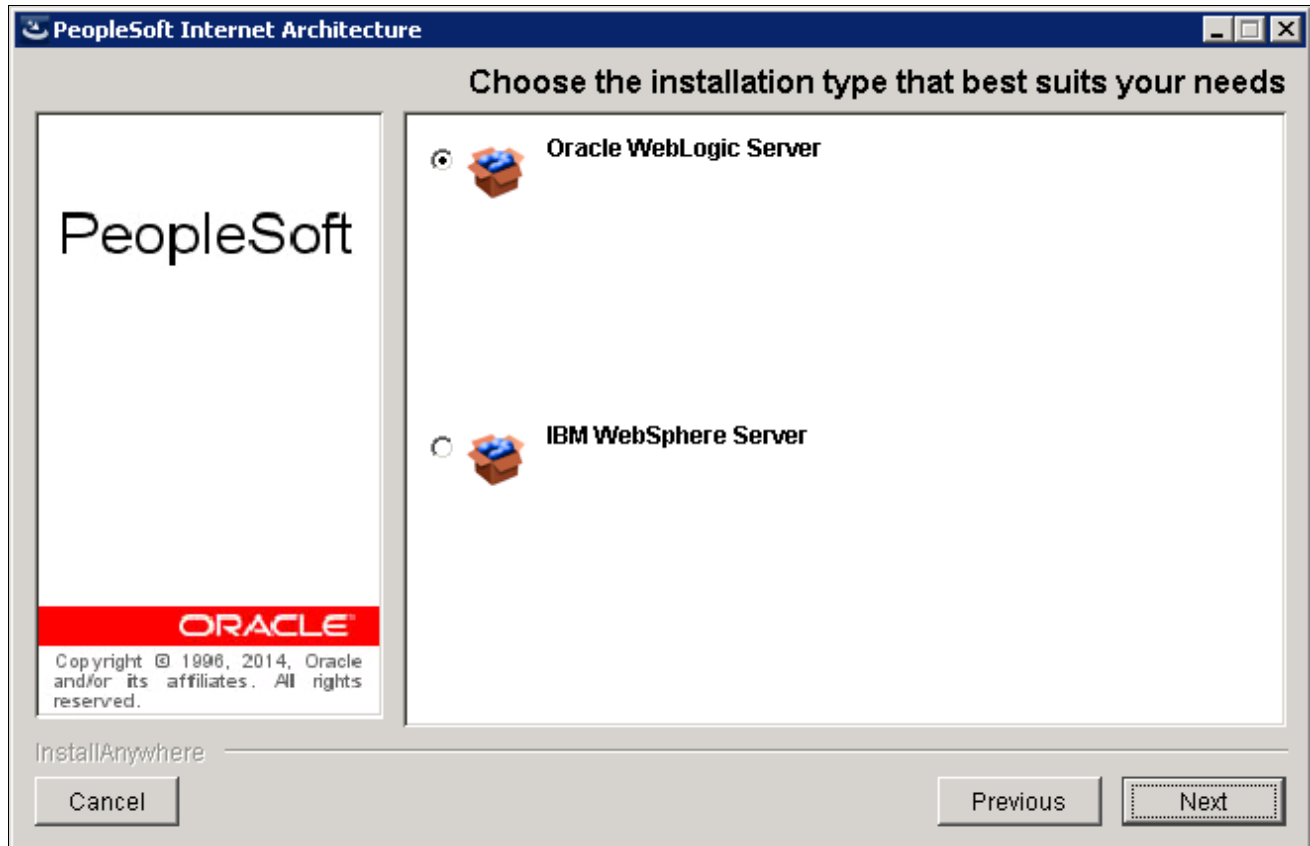 PeopleSoft Internet Architecture
Choose the installation type that best suits your needs
PeopleSoft
Oracle WebLogic Server
IBM WebSphere Server
ORACLE
Copyright © 1996, 2014, Oracle
and/or its affiliates. All rights
reserved.
InstallAnywhere
Cancel
Previous
Next